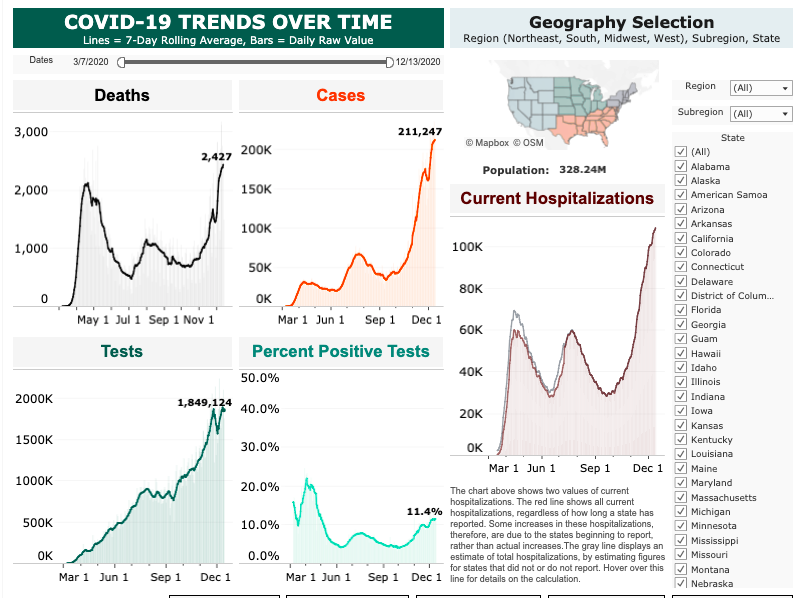 COVID-19 TRENDS OVER TIME
Lines = 7-Day Rolling Average, Bars = Daily Raw Value
Dates
3/7/2020
12/13/2020
Deaths
3,000
2,000
1,000
0
2,427
May 1 Jul 1 Sep 1 Nov 1
Cases
200K
150K
100K
50K
0K
211,247
Mar 1 Jun 1 Sep 1 Dec 1
Tests
2000K
1500K
1000K
500K
0K
1,849,124
Mar 1 Jun 1 Sep 1 Dec 1
Percent Positive Tests
50.0%
40.0%
30.0%
20.0%
10.0%
0.0%
11.4%
Mar 1 Jun 1 Sep 1 Dec 1
Geography Selection
Region (Northeast, South, Midwest, West), Subregion, State
© Mapbox © OSM
Population: 328.24M
Current Hospitalizations
100K
80K
60K
40K
20K
0K
Mar 1 Jun 1 Sep 1 Dec 1
The chart above shows two values of current
hospitalizations. The red line shows all current
hospitalizations, regardless of how long a state has
reported. Some increases in these hospitalizations,
therefore, are due to the states beginning to report,
rather than actual increases.The gray line displays an
estimate of total hospitalizations, by estimating figures
for states that did not or do not report. Hover over this
line for details on the calculation.
Region
(All)
Subregion
(All)
State
(All)
Alabama
Alaska
American Samoa
Arizona
Arkansas
California
Colorado
Connecticut
Delaware
District of Colum...
Florida
Georgia
Guam
Hawaii
Idaho
Illinois
Indiana
Iowa
Kansas
Kentucky
Louisiana
Maine
Maryland
Massachusetts
Michigan
Minnesota
Mississippi
Missouri
Montana
Nebraska